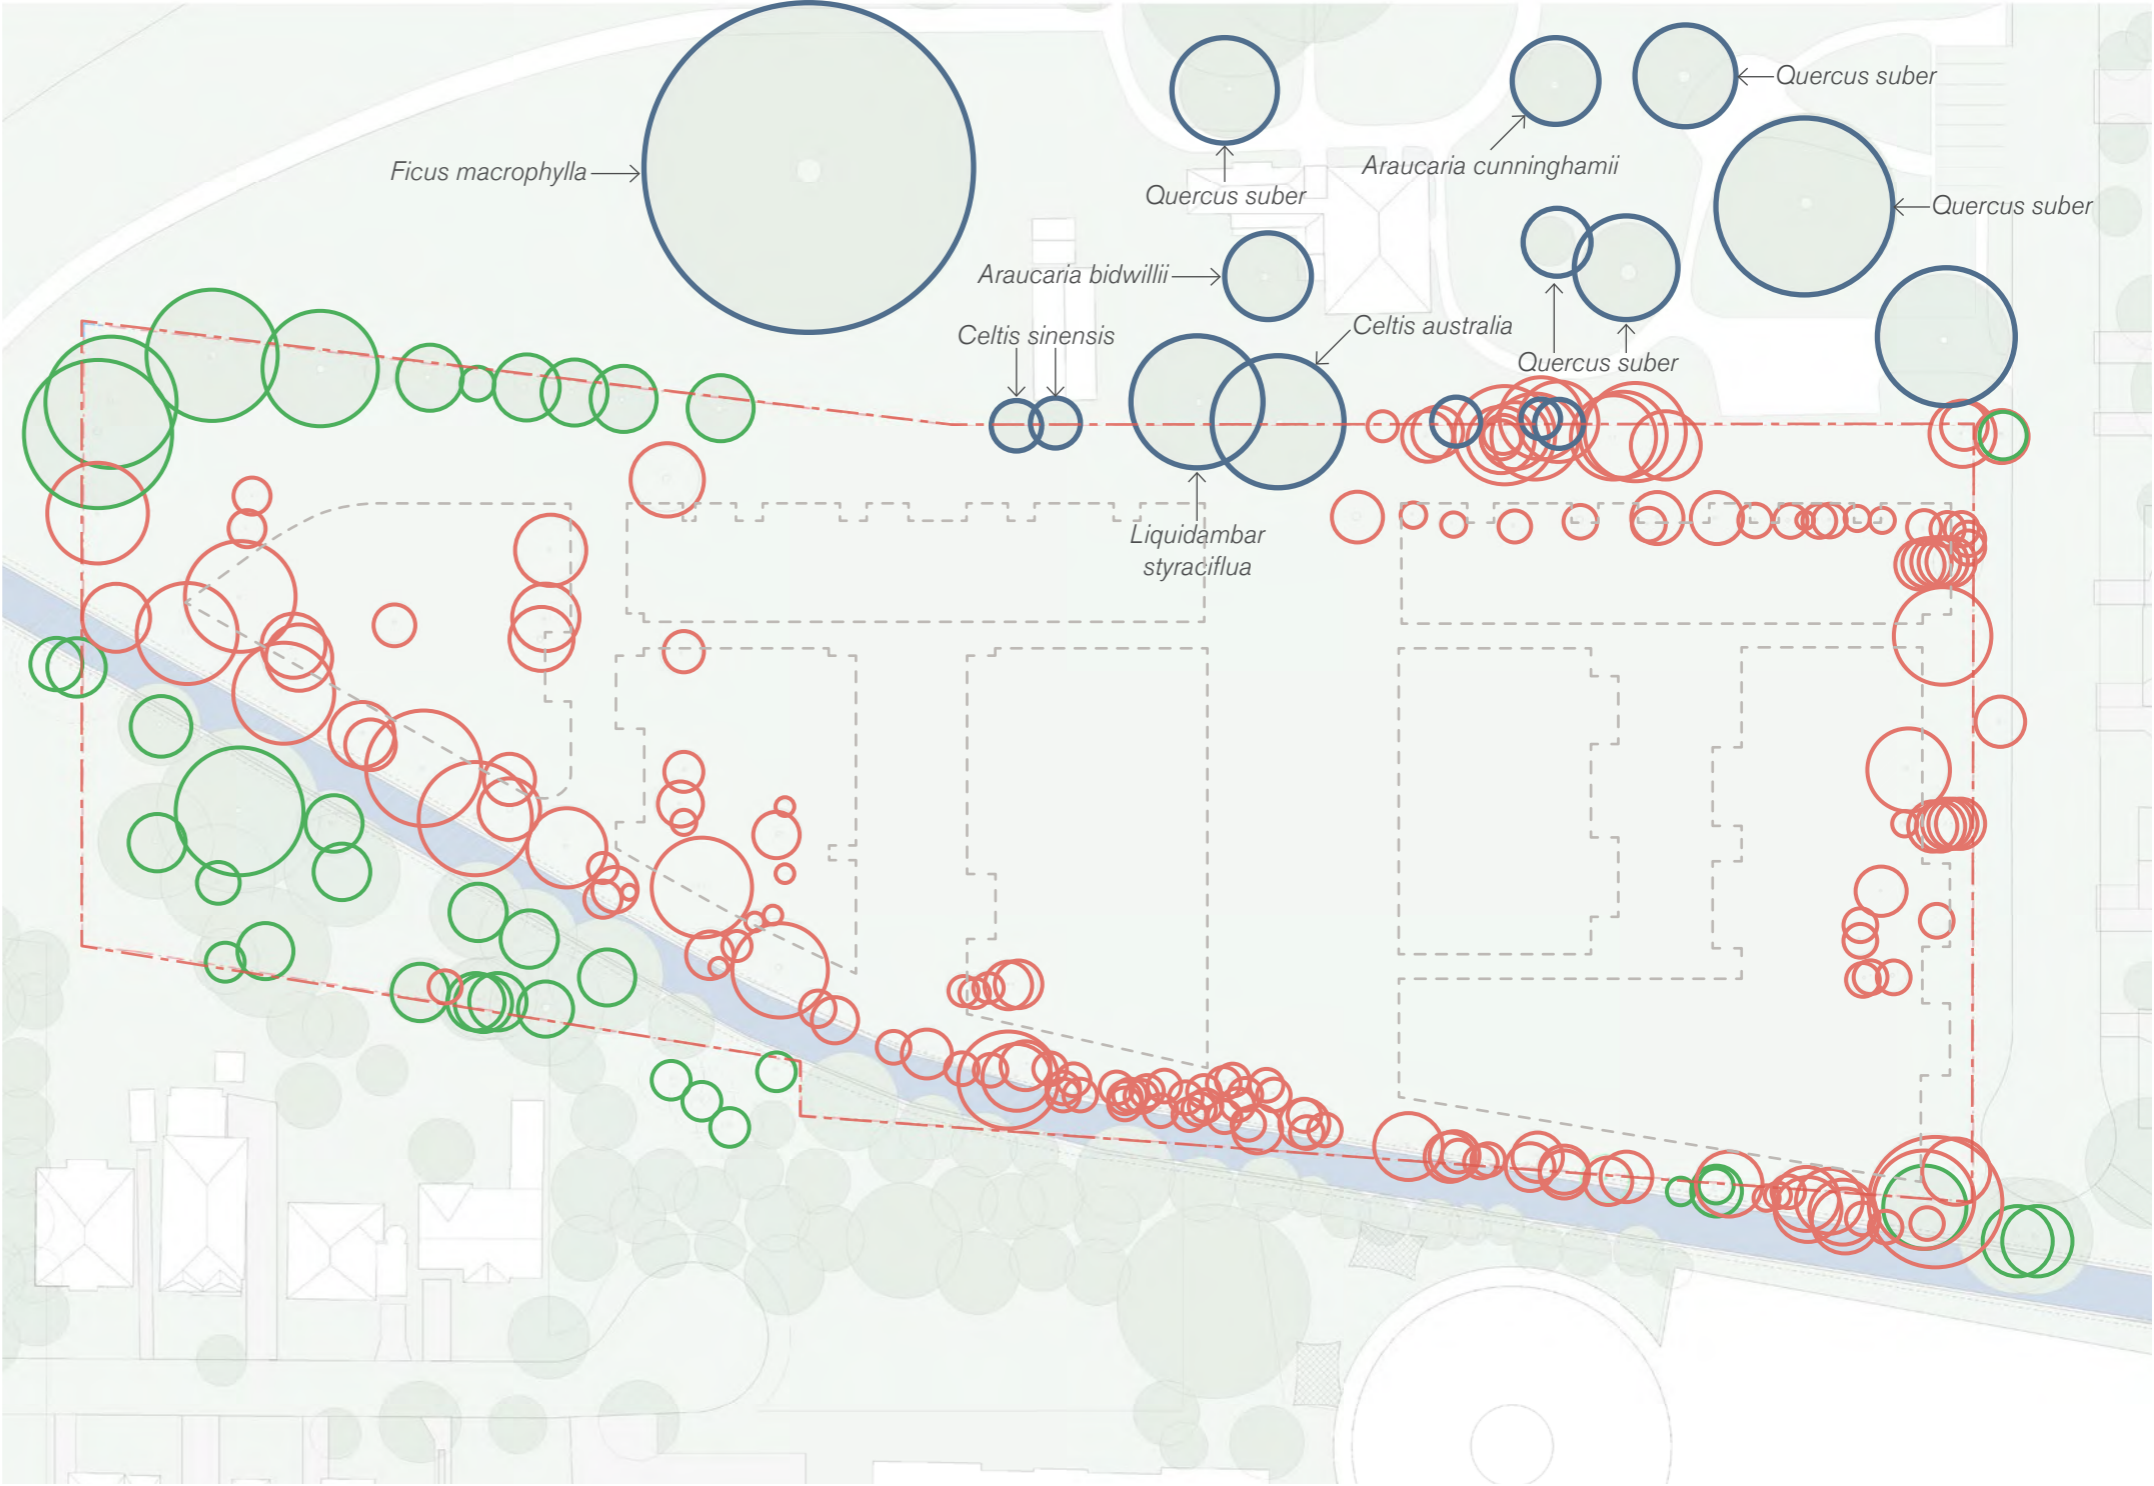 Quercus suber
Ficus macrophylla
Araucaria cunninghamii
Quercus suber
Quercus suber
Araucaria bidwillii
Celtis sinensis
Celtis australia
Quercus suber
Liquidambar
styraciflua